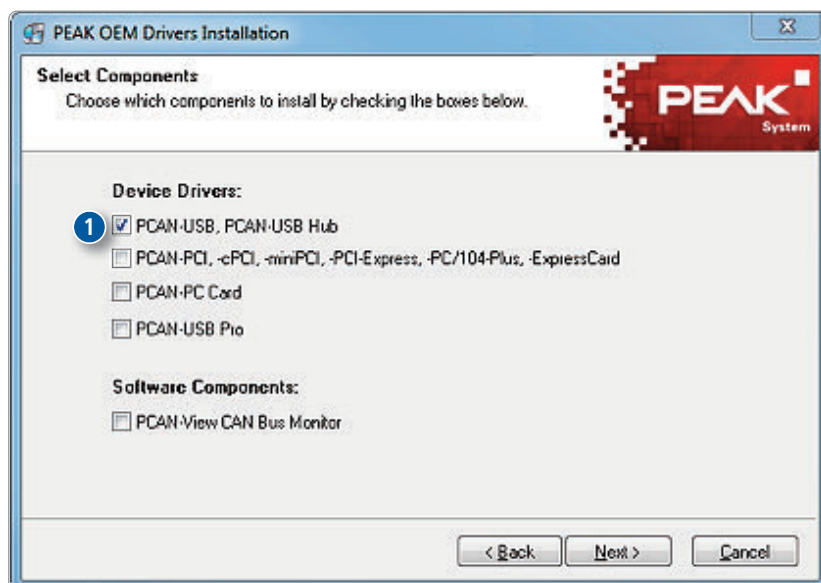 PEAK OEM Drivers Installation
Select Components
Choose which components to install by checking the boxes below.
PEAK
System
Device Drivers:
1 PCAN-USB, PCAN-USB Hub
PCAN-PCI, -cPCI, -miniPCI, -PCI-Express, -PC/104-Plus, -ExpressCard
PCAN-PC Card
PCAN-USB Pro
Software Components:
PCAN-View CAN Bus Monitor
< Back Next > Cancel